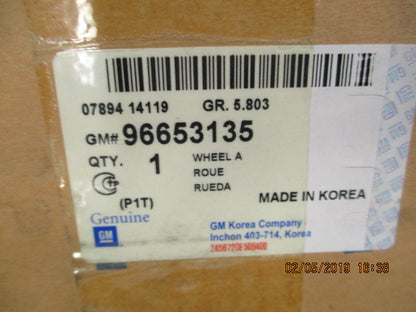 07894 14119 GR. 5.803
GM# 96653135
QTY. 1 WHEEL A
ROUE
RUEDA
(P1T)
MADE IN KOREA
Genuine
GM
GM Korea Company
Inchon 403-714, Korea
02/05/2019 16:38